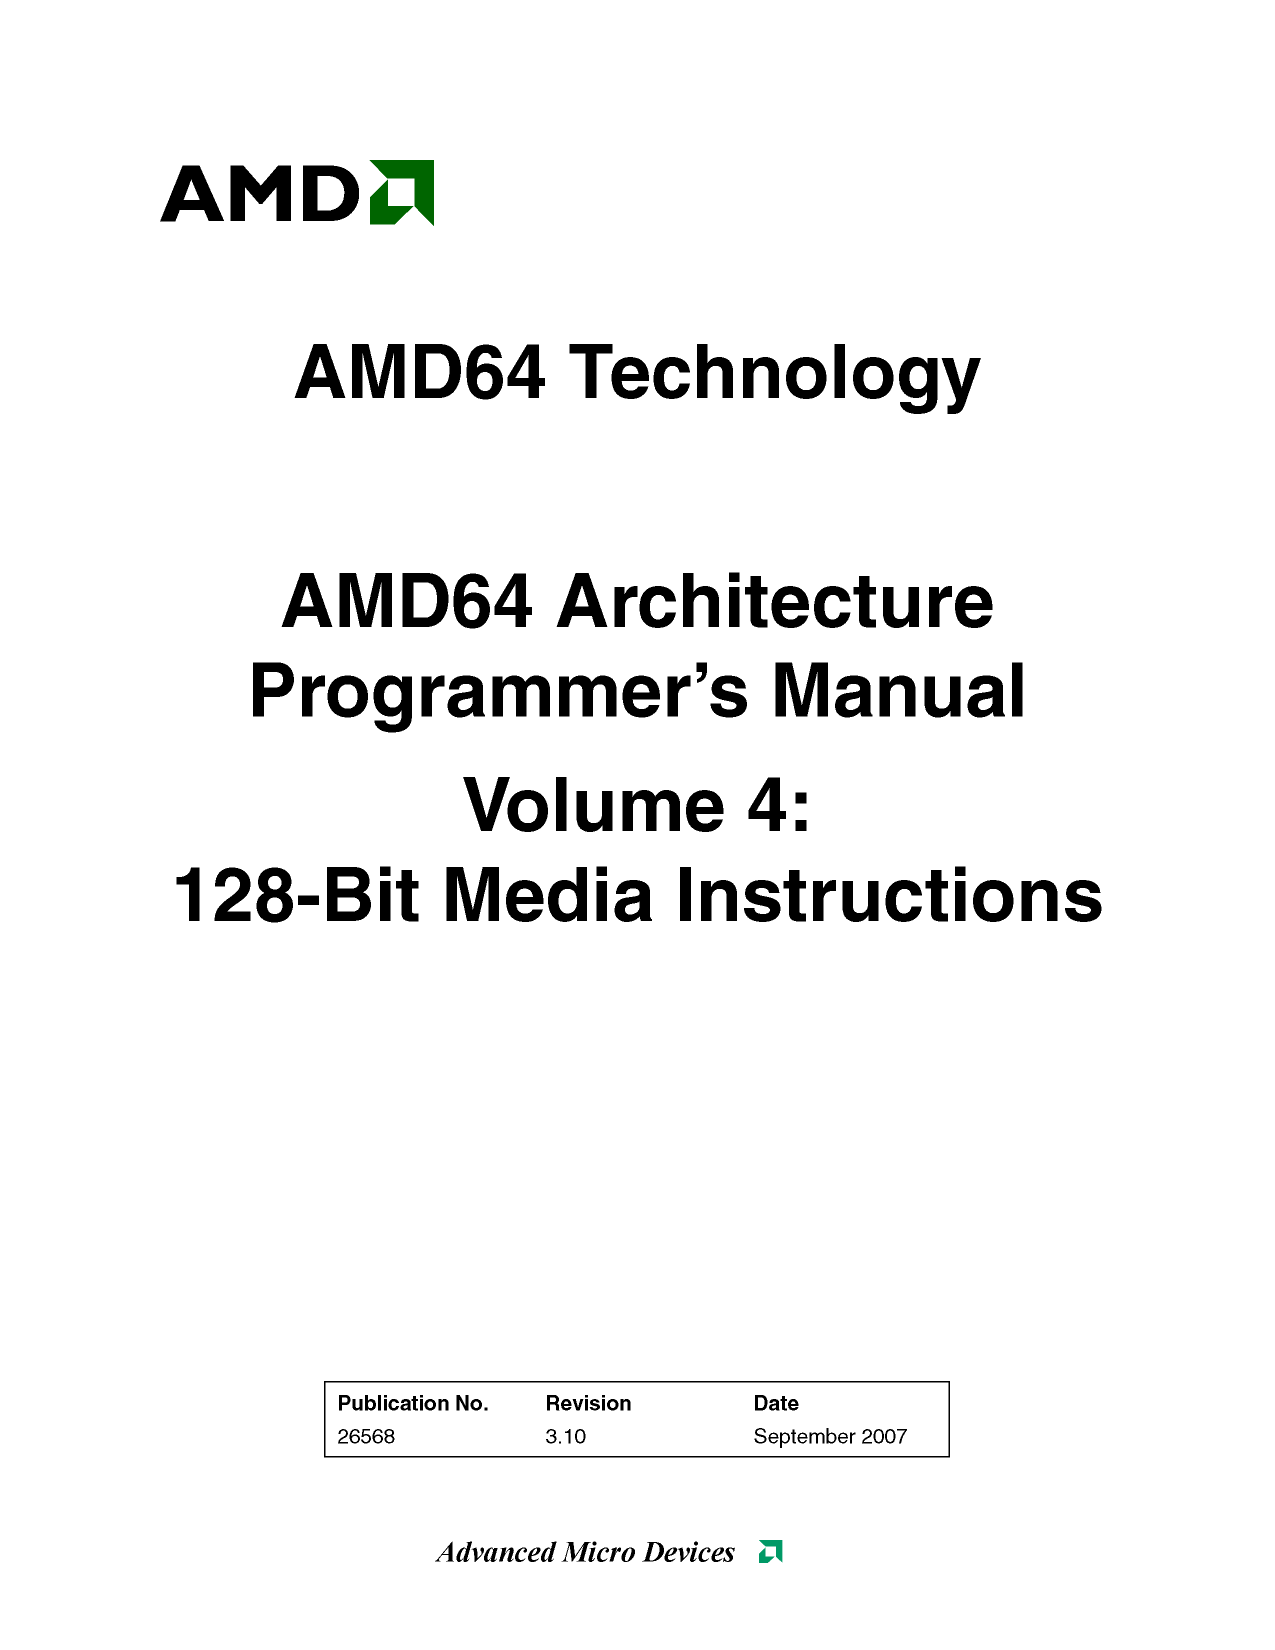 AMD
AMD64 Technology
AMD64 Architecture
Programmer’s Manual
Volume 4:
128-Bit Media Instructions
Publication No. Revision Date
26568 3.10 September 2007
Advanced Micro Devices